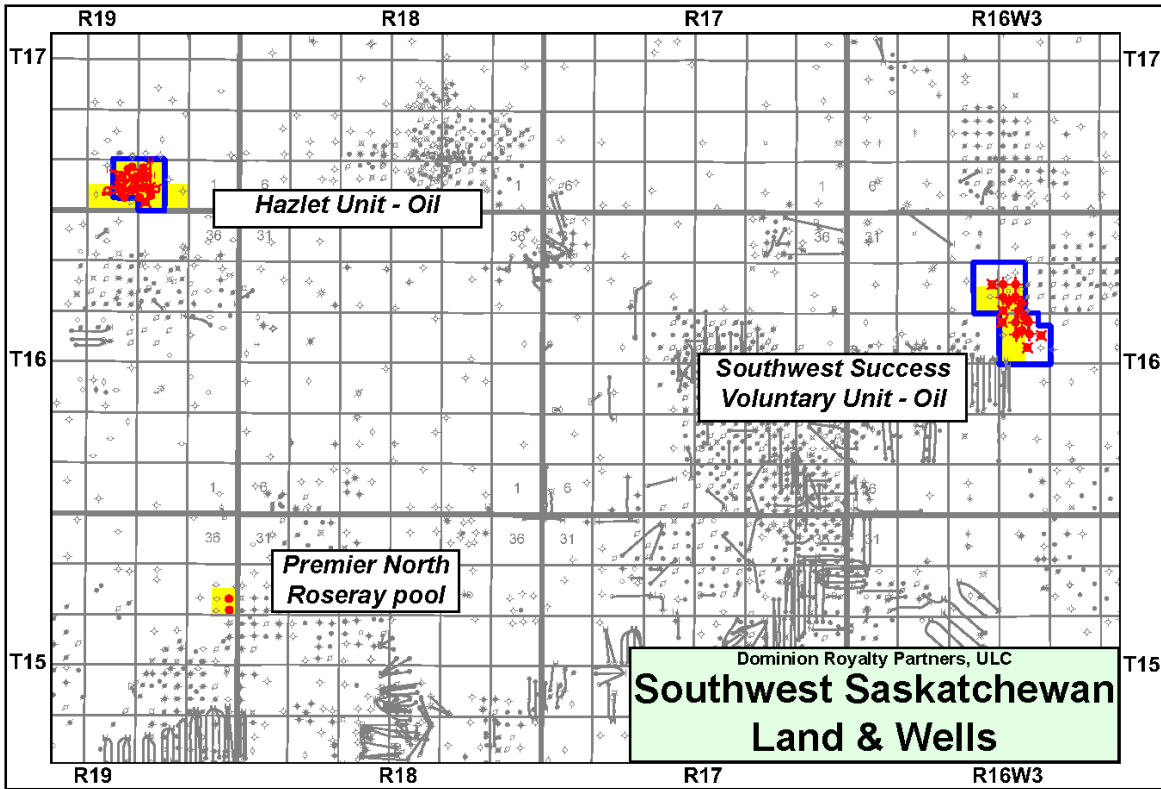 R19 R18 R17 R16W3
T17 T17
1 6 1 6 1 6
Hazlet Unit - Oil
36 31 36 36 31
T16 T16
Southwest Success
Voluntary Unit - Oil
1 6 1 6
36 31 36 31 31
Premier North
Roseray pool
T15 T15
Dominion Royalty Partners, ULC
Southwest Saskatchewan
Land & Wells
R19 R18 R17 R16W3